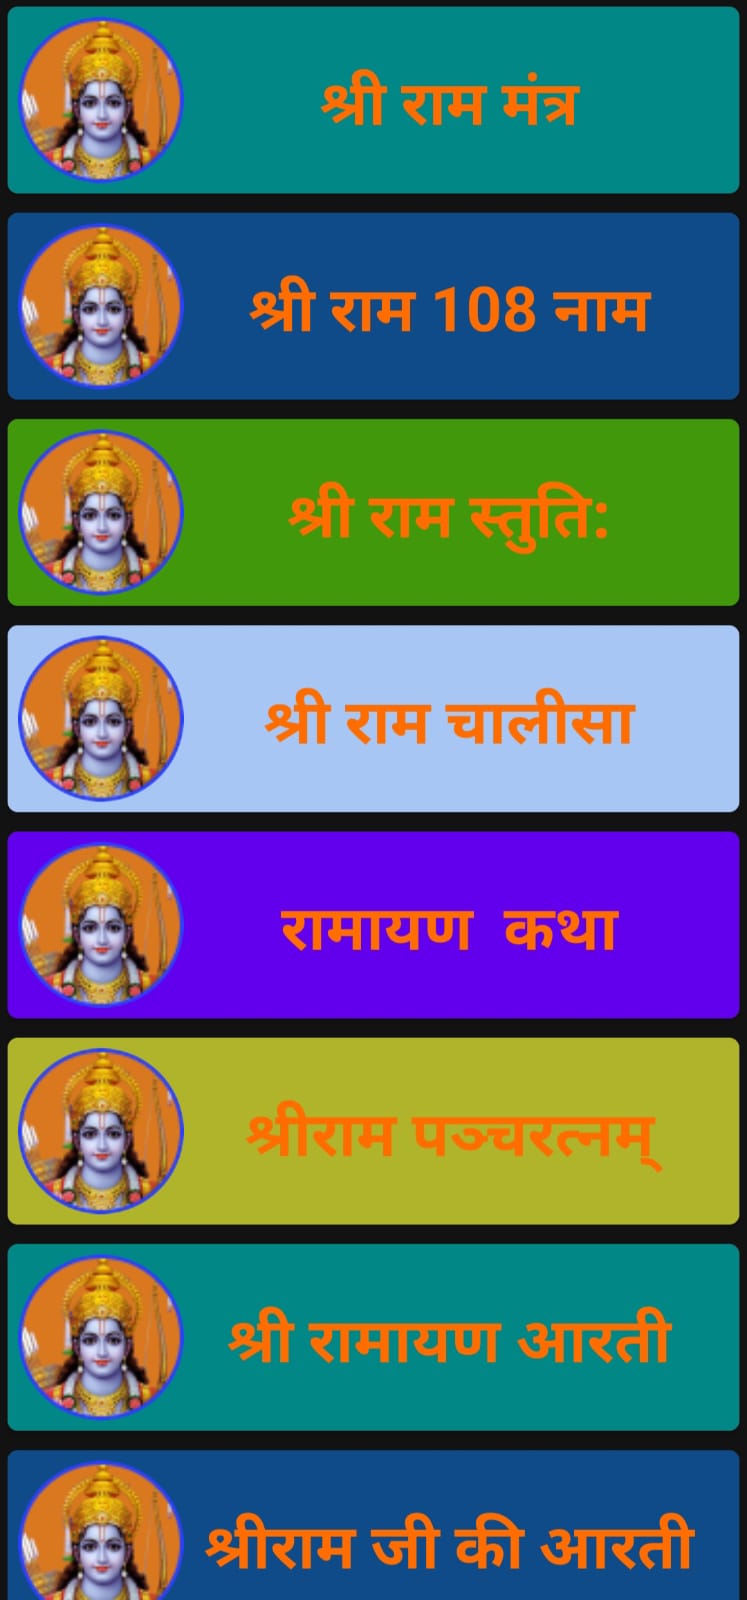 श्री राम मंत्र
श्री राम 108 नाम
श्री राम स्तुति:
श्री राम चालीसा
रामायण  कथा
श्रीराम पञ्चरत्नम्
श्री रामायण आरती
श्रीराम जी की आरती